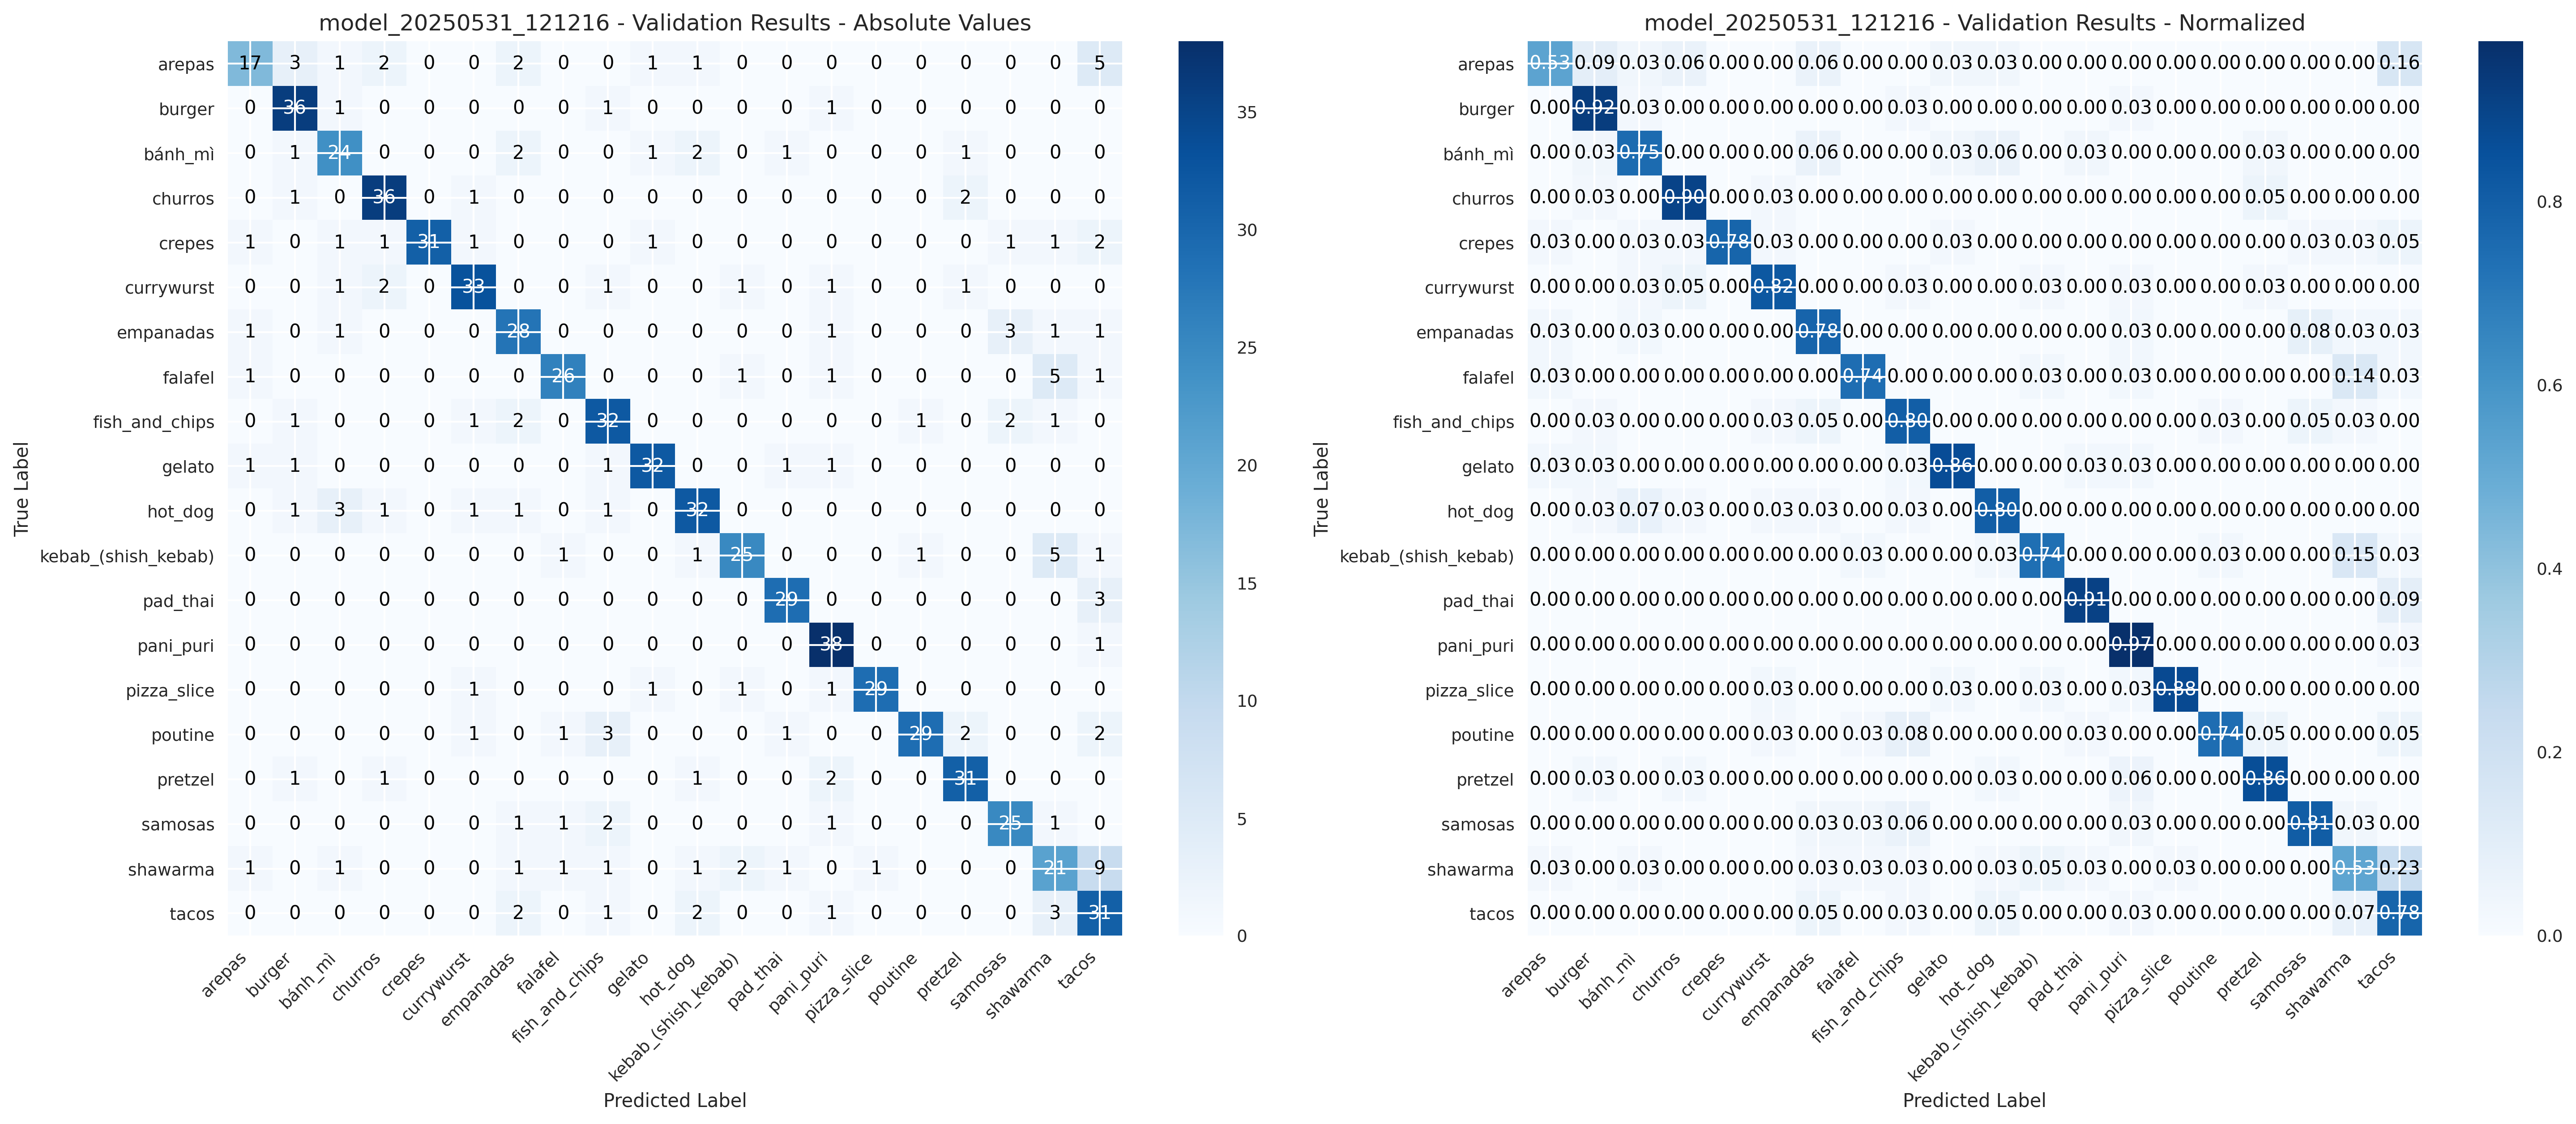 model_20250531_121216 - Validation Results - Absolute Values
arepas 17 3 1 2 0 0 2 0 0 1 1 0 0 0 0 0 0 0 0 5
burger 0 36 1 0 0 0 0 0 1 0 0 0 0 1 0 0 0 0 0 0
bánh_mì 0 1 24 0 0 0 2 0 0 1 2 0 1 0 0 0 1 0 0 0
churros 0 1 0 36 0 1 0 0 0 0 0 0 0 0 0 0 2 0 0 0
crepes 1 0 1 1 31 1 0 0 0 1 0 0 0 0 0 0 0 1 1 2
currywurst 0 0 1 2 0 33 0 0 1 0 0 1 0 1 0 0 1 0 0 0
empanadas 1 0 1 0 0 0 28 0 0 0 0 0 0 1 0 0 0 3 1 1
falafel 1 0 0 0 0 0 0 26 0 0 0 1 0 1 0 0 0 0 5 1
fish_and_chips 0 1 0 0 0 1 2 0 32 0 0 0 0 0 0 1 0 2 1 0
gelato 1 1 0 0 0 0 0 0 1 32 0 0 1 1 0 0 0 0 0 0
hot_dog 0 1 3 1 0 1 1 0 1 0 32 0 0 0 0 0 0 0 0 0
kebab_(shish_kebab) 0 0 0 0 0 0 0 1 0 0 1 25 0 0 0 1 0 0 5 1
pad_thai 0 0 0 0 0 0 0 0 0 0 0 0 29 0 0 0 0 0 0 3
pani_puri 0 0 0 0 0 0 0 0 0 0 0 0 0 38 0 0 0 0 0 1
pizza_slice 0 0 0 0 0 1 0 0 0 1 0 1 0 1 29 0 0 0 0 0
poutine 0 0 0 0 0 1 0 1 3 0 0 0 1 0 0 29 2 0 0 2
pretzel 0 1 0 1 0 0 0 0 0 0 1 0 0 2 0 0 31 0 0 0
samosas 0 0 0 0 0 0 1 1 2 0 0 0 0 1 0 0 0 25 1 0
shawarma 1 0 1 0 0 0 1 1 1 0 1 2 1 0 1 0 0 0 21 9
tacos 0 0 0 0 0 0 2 0 1 0 2 0 0 1 0 0 0 0 3 31
arepas burger bánh_mì churros crepes currywurst empanadas falafel fish_and_chips gelato hot_dog kebab_(shish_kebab) pad_thai pani_puri pizza_slice poutine pretzel samosas shawarma tacos
True Label
Predicted Label
35
30
25
20
15
10
5
0
model_20250531_121216 - Validation Results - Normalized
arepas 0.53 0.09 0.03 0.06 0.00 0.00 0.06 0.00 0.00 0.03 0.03 0.00 0.00 0.00 0.00 0.00 0.00 0.00 0.00 0.16
burger 0.00 0.92 0.03 0.00 0.00 0.00 0.00 0.00 0.03 0.00 0.00 0.00 0.00 0.03 0.00 0.00 0.00 0.00 0.00 0.00
bánh_mì 0.00 0.03 0.75 0.00 0.00 0.00 0.06 0.00 0.00 0.03 0.06 0.00 0.03 0.00 0.00 0.00 0.03 0.00 0.00 0.00
churros 0.00 0.03 0.00 0.90 0.00 0.03 0.00 0.00 0.00 0.00 0.00 0.00 0.00 0.00 0.00 0.00 0.05 0.00 0.00 0.00
crepes 0.03 0.00 0.03 0.03 0.78 0.03 0.00 0.00 0.00 0.03 0.00 0.00 0.00 0.00 0.00 0.00 0.00 0.03 0.03 0.05
currywurst 0.00 0.00 0.03 0.05 0.00 0.82 0.00 0.00 0.03 0.00 0.00 0.03 0.00 0.03 0.00 0.00 0.03 0.00 0.00 0.00
empanadas 0.03 0.00 0.03 0.00 0.00 0.00 0.78 0.00 0.00 0.00 0.00 0.00 0.00 0.03 0.00 0.00 0.00 0.08 0.03 0.03
falafel 0.03 0.00 0.00 0.00 0.00 0.00 0.00 0.74 0.00 0.00 0.00 0.03 0.00 0.03 0.00 0.00 0.00 0.00 0.14 0.03
fish_and_chips 0.00 0.03 0.00 0.00 0.00 0.03 0.05 0.00 0.80 0.00 0.00 0.00 0.00 0.00 0.00 0.03 0.00 0.05 0.03 0.00
gelato 0.03 0.03 0.00 0.00 0.00 0.00 0.00 0.00 0.03 0.86 0.00 0.00 0.03 0.03 0.00 0.00 0.00 0.00 0.00 0.00
hot_dog 0.00 0.03 0.07 0.03 0.00 0.03 0.03 0.00 0.03 0.00 0.80 0.00 0.00 0.00 0.00 0.00 0.00 0.00 0.00 0.00
kebab_(shish_kebab) 0.00 0.00 0.00 0.00 0.00 0.00 0.00 0.03 0.00 0.00 0.03 0.74 0.00 0.00 0.00 0.03 0.00 0.00 0.15 0.03
pad_thai 0.00 0.00 0.00 0.00 0.00 0.00 0.00 0.00 0.00 0.00 0.00 0.00 0.91 0.00 0.00 0.00 0.00 0.00 0.00 0.09
pani_puri 0.00 0.00 0.00 0.00 0.00 0.00 0.00 0.00 0.00 0.00 0.00 0.00 0.00 0.97 0.00 0.00 0.00 0.00 0.00 0.03
pizza_slice 0.00 0.00 0.00 0.00 0.00 0.03 0.00 0.00 0.00 0.03 0.00 0.03 0.00 0.03 0.88 0.00 0.00 0.00 0.00 0.00
poutine 0.00 0.00 0.00 0.00 0.00 0.03 0.00 0.03 0.08 0.00 0.00 0.00 0.03 0.00 0.00 0.74 0.05 0.00 0.00 0.05
pretzel 0.00 0.03 0.00 0.03 0.00 0.00 0.00 0.00 0.00 0.00 0.03 0.00 0.00 0.06 0.00 0.00 0.86 0.00 0.00 0.00
samosas 0.00 0.00 0.00 0.00 0.00 0.00 0.03 0.03 0.06 0.00 0.00 0.00 0.00 0.03 0.00 0.00 0.00 0.81 0.03 0.00
shawarma 0.03 0.00 0.03 0.00 0.00 0.00 0.03 0.03 0.03 0.00 0.03 0.05 0.03 0.00 0.03 0.00 0.00 0.00 0.53 0.23
tacos 0.00 0.00 0.00 0.00 0.00 0.00 0.05 0.00 0.03 0.00 0.05 0.00 0.00 0.03 0.00 0.00 0.00 0.00 0.07 0.78
arepas burger bánh_mì churros crepes currywurst empanadas falafel fish_and_chips gelato hot_dog kebab_(shish_kebab) pad_thai pani_puri pizza_slice poutine pretzel samosas shawarma tacos
True Label
Predicted Label
0.8
0.6
0.4
0.2
0.0